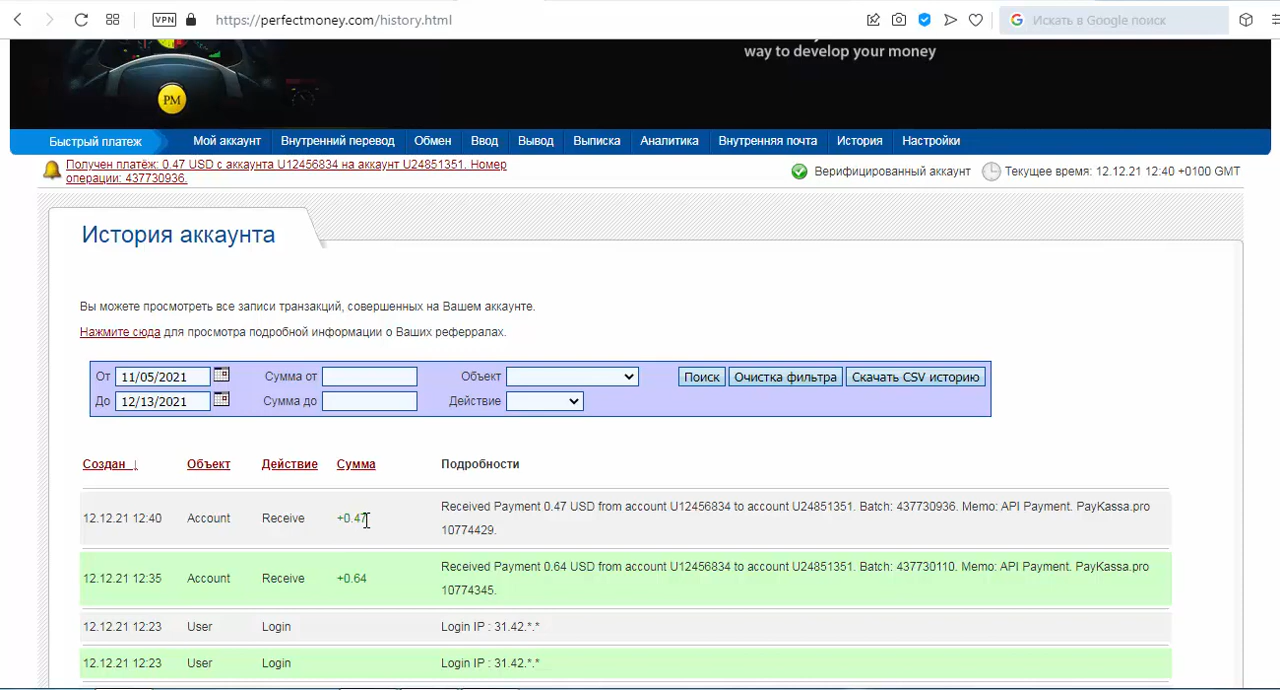 VPN https://perfectmoney.com/history.html Искать в Google поиск
way to develop your money
PM
Быстрый платеж Мой аккаунт Внутренний перевод Обмен Ввод Вывод Выписка Аналитика Внутренняя почта История Настройки
Получен платёж: 0.47 USD с аккаунта U12456834 на аккаунт U24851351. Номер
операции: 437730936.
Верифицированный аккаунт Текущее время: 12.12.21 12:40 +0100 GMT
История аккаунта
Вы можете просмотреть все записи транзакций, совершенных на Вашем аккаунте.
Нажмите сюда для просмотра подробной информации о Ваших реферралах.
От 11/05/2021 Сумма от Объект Поиск Очистка фильтра Скачать CSV историю
До 12/13/2021 Сумма до Действие
Создан ↓ Объект Действие Сумма Подробности
12.12.21 12:40 Account Receive +0.47 Received Payment 0.47 USD from account U12456834 to account U24851351. Batch: 437730936. Memo: API Payment. PayKassa.pro
10774429.
12.12.21 12:35 Account Receive +0.64 Received Payment 0.64 USD from account U12456834 to account U24851351. Batch: 437730110. Memo: API Payment. PayKassa.pro
10774345.
12.12.21 12:23 User Login Login IP : 31.42.*.*
12.12.21 12:23 User Login Login IP : 31.42.*.*